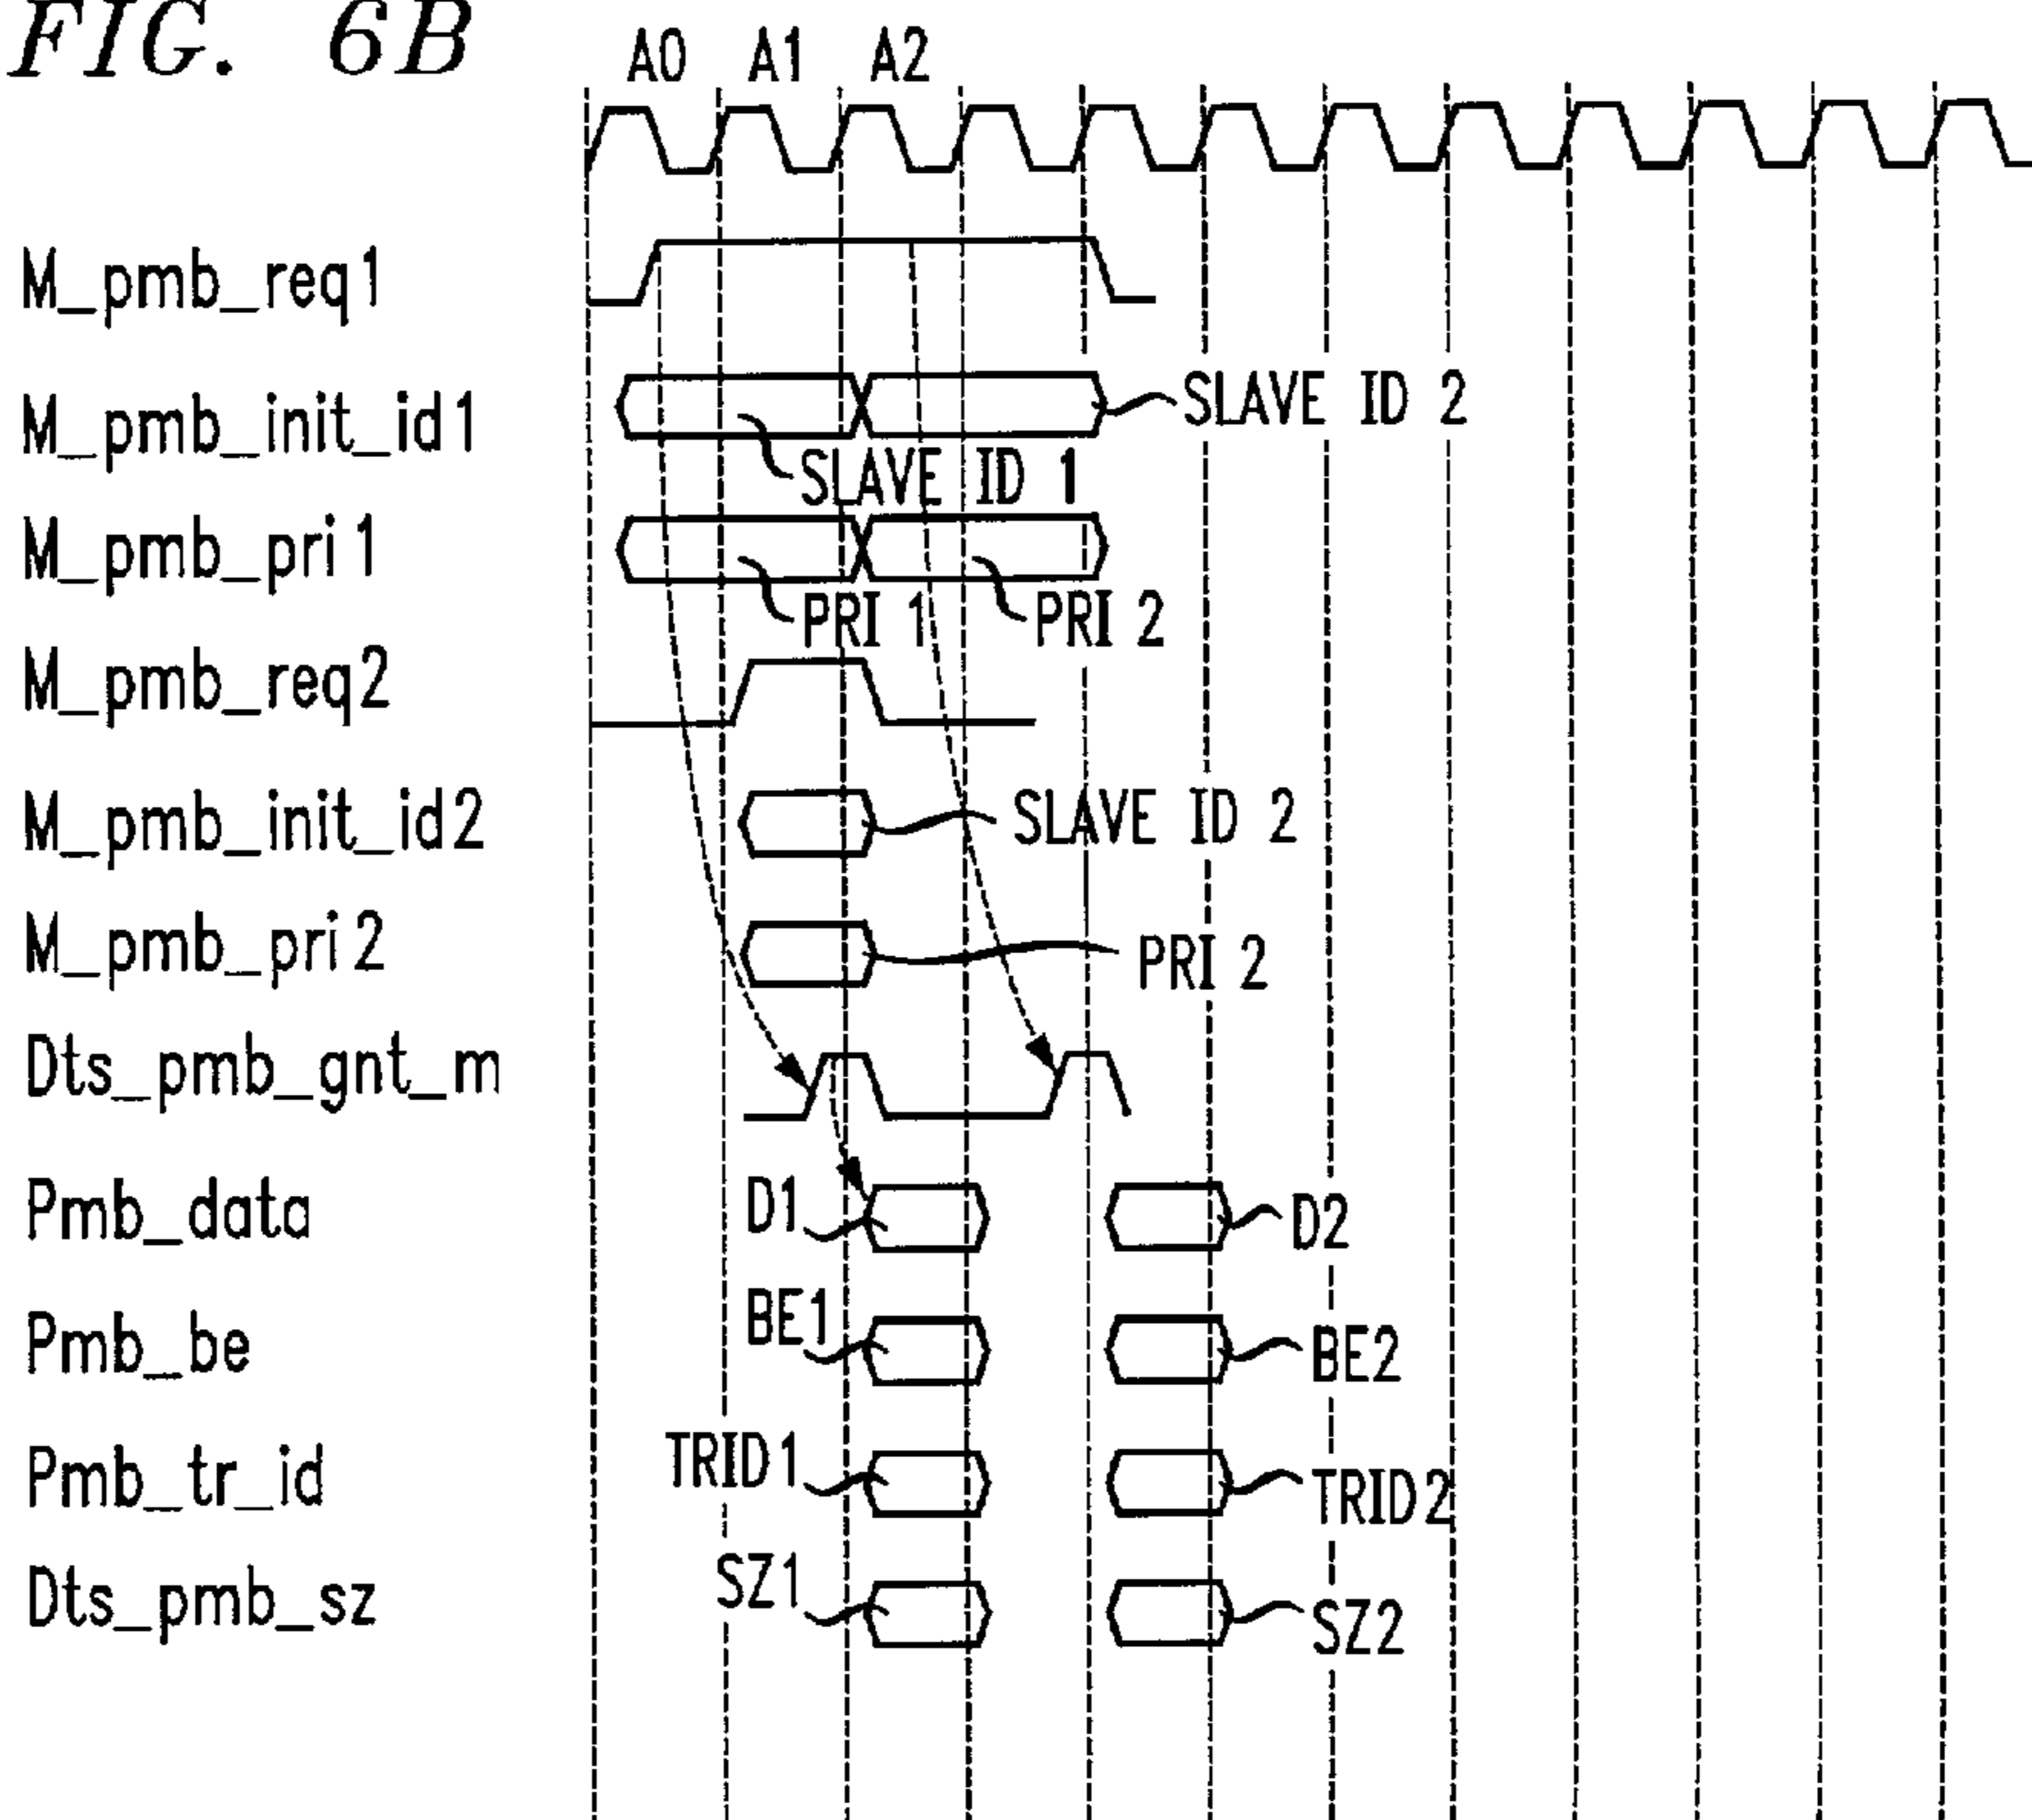 FIG. 6B
A0 A1 A2
M_pmb_req1
M_pmb_init_id1
SLAVE ID 2
SLAVE ID 1
M_pmb_pri1
PRI 1
PRI 2
M_pmb_req2
M_pmb_init_id2
SLAVE ID 2
M_pmb_pri2
PRI 2
Dts_pmb_gnt_m
Pmb_data
D1
D2
Pmb_be
BE1
BE2
Pmb_tr_id
TRID1
TRID2
Dts_pmb_sz
SZ1
SZ2